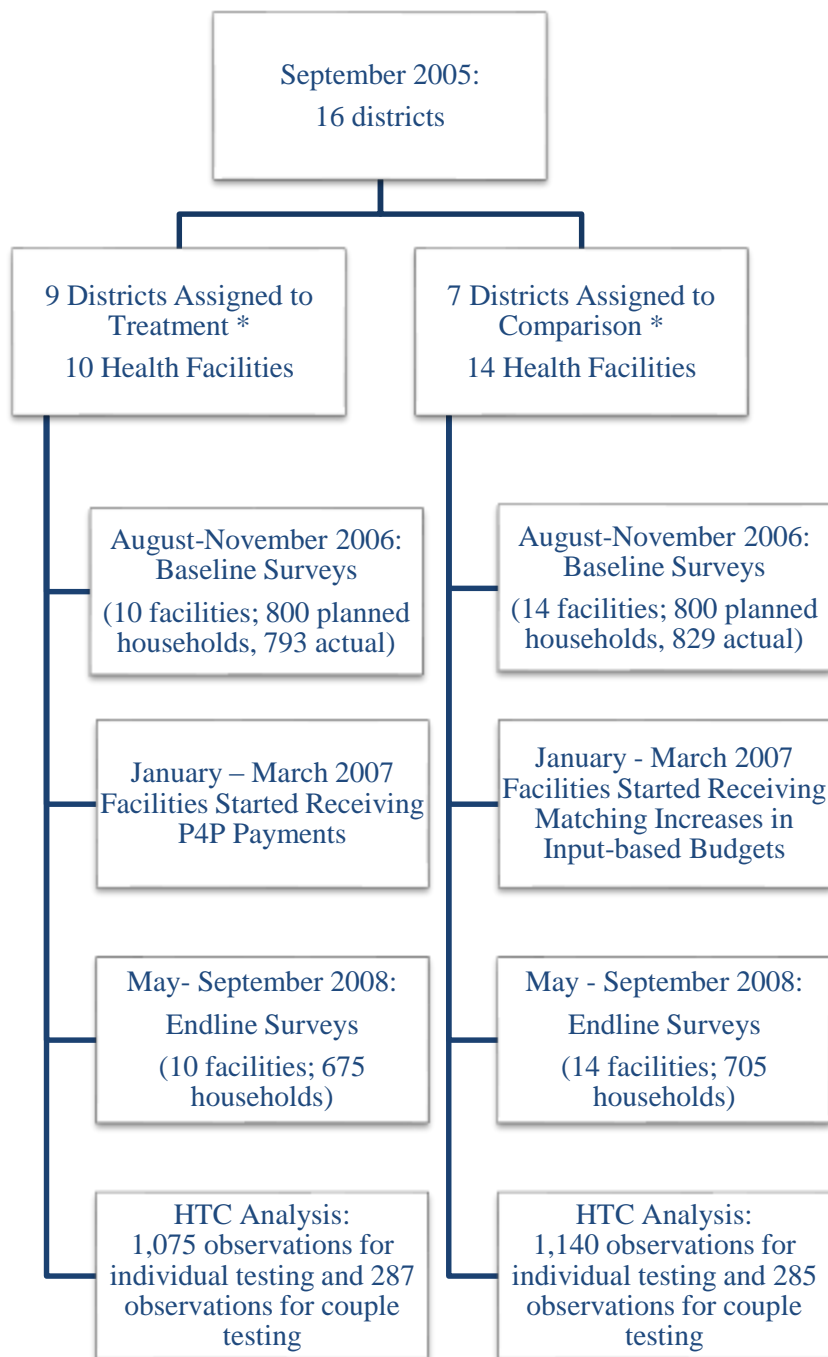 September 2005:
16 districts
9 Districts Assigned to
Treatment *
10 Health Facilities
7 Districts Assigned to
Comparison *
14 Health Facilities
August-November 2006:
Baseline Surveys
(10 facilities; 800 planned
households, 793 actual)
August-November 2006:
Baseline Surveys
(14 facilities; 800 planned
households, 829 actual)
January – March 2007
Facilities Started Receiving
P4P Payments
January - March 2007
Facilities Started Receiving
Matching Increases in
Input-based Budgets
May- September 2008:
Endline Surveys
(10 facilities; 675
households)
May - September 2008:
Endline Surveys
(14 facilities; 705
households)
HTC Analysis:
1,075 observations for
individual testing and 287
observations for couple
testing
HTC Analysis:
1,140 observations for
individual testing and 285
observations for couple
testing